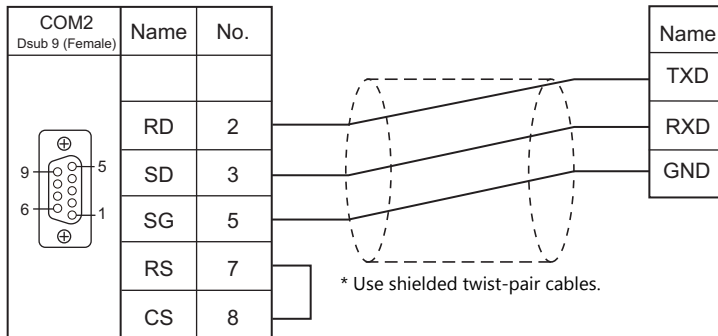 COM2
Dsub 9 (Female)
Name No.
RD 2
SD 3
SG 5
RS 7
CS 8
9
5
6
1
Name
TXD
RXD
GND
* Use shielded twist-pair cables.